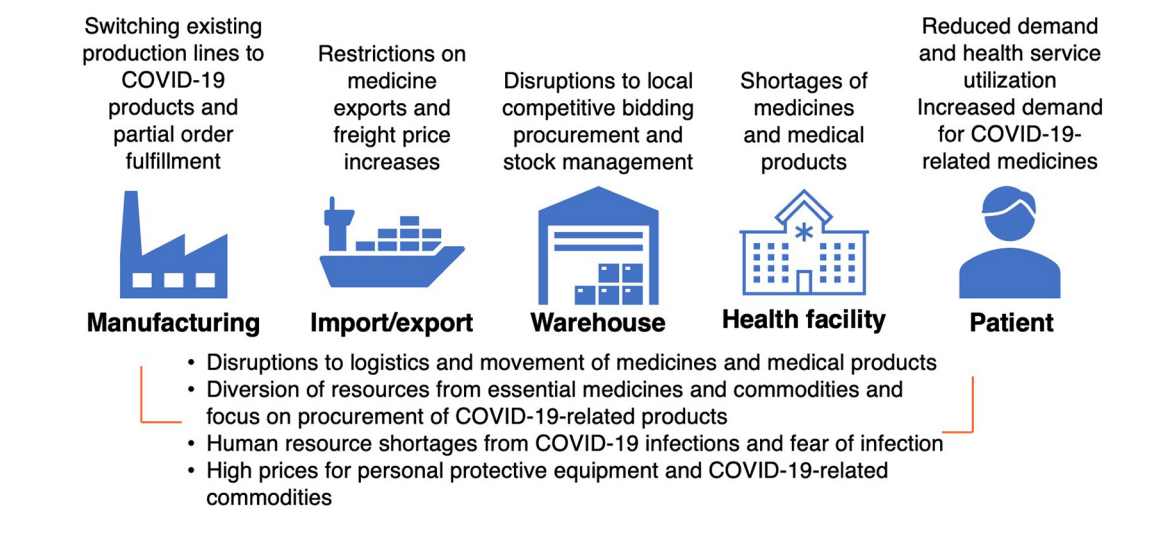 Switching existing
production lines to
COVID-19
products and
partial order
fulfillment
Restrictions on
medicine
exports and
freight price
increases
Disruptions to local
competitive bidding
procurement and
stock management
Shortages of
medicines
and medical
products
Reduced demand
and health service
utilization
Increased demand
for COVID-19-
related medicines
Manufacturing
Import/export
Warehouse
Health facility
Patient
• Disruptions to logistics and movement of medicines and medical products
• Diversion of resources from essential medicines and commodities and
focus on procurement of COVID-19-related products
• Human resource shortages from COVID-19 infections and fear of infection
• High prices for personal protective equipment and COVID-19-related
commodities